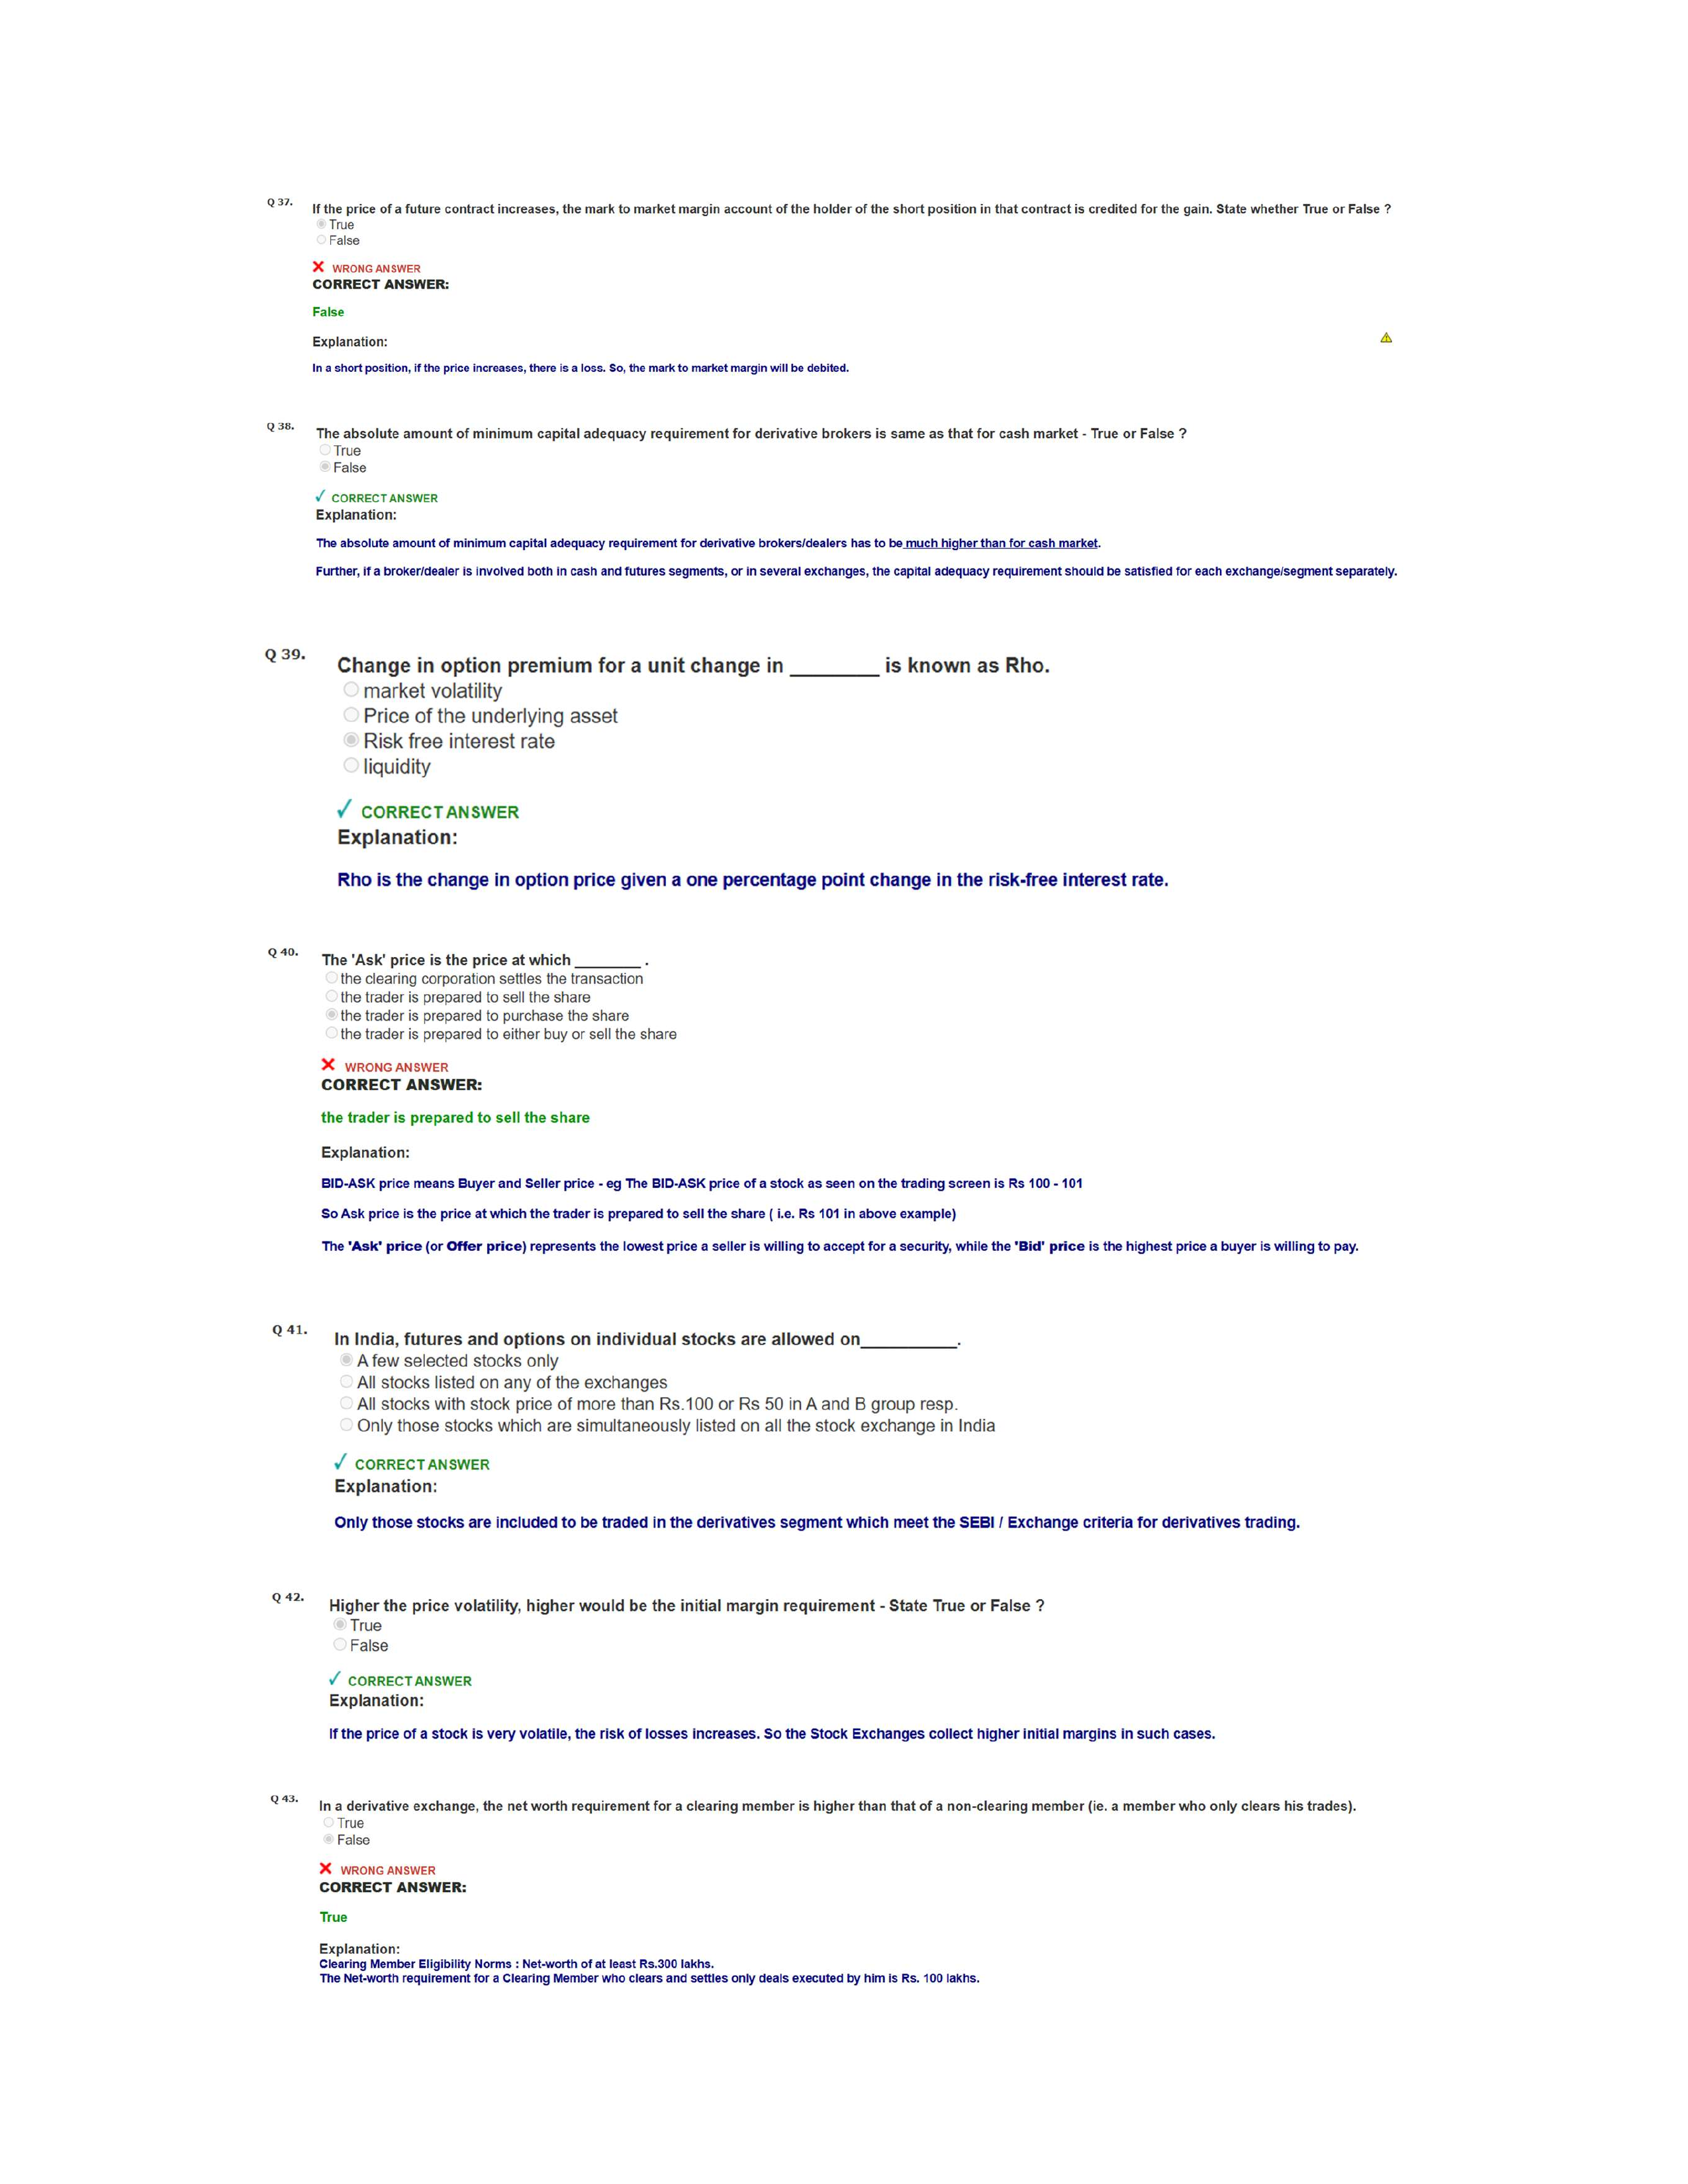 Q 37. If the price of a future contract increases, the mark to market margin account of the holder of the short position in that contract is credited for the gain. State whether True or False ?
True
False
WRONG ANSWER
CORRECT ANSWER:
False
Explanation:
In a short position, if the price increases, there is a loss. So, the mark to market margin will be debited.
Q 38. The absolute amount of minimum capital adequacy requirement for derivative brokers is same as that for cash market - True or False ?
True
False
CORRECT ANSWER
Explanation:
The absolute amount of minimum capital adequacy requirement for derivative brokers/dealers has to be much higher than for cash market.
Further, if a broker/dealer is involved both in cash and futures segments, or in several exchanges, the capital adequacy requirement should be satisfied for each exchange/segment separately.
Q 39. Change in option premium for a unit change in ________ is known as Rho.
market volatility
Price of the underlying asset
Risk free interest rate
liquidity
CORRECT ANSWER
Explanation:
Rho is the change in option price given a one percentage point change in the risk-free interest rate.
Q 40. The 'Ask' price is the price at which ________ .
the clearing corporation settles the transaction
the trader is prepared to sell the share
the trader is prepared to purchase the share
the trader is prepared to either buy or sell the share
WRONG ANSWER
CORRECT ANSWER:
the trader is prepared to sell the share
Explanation:
BID-ASK price means Buyer and Seller price - eg The BID-ASK price of a stock as seen on the trading screen is Rs 100 - 101
So Ask price is the price at which the trader is prepared to sell the share ( i.e. Rs 101 in above example)
The 'Ask' price (or Offer price) represents the lowest price a seller is willing to accept for a security, while the 'Bid' price is the highest price a buyer is willing to pay.
Q 41. In India, futures and options on individual stocks are allowed on__________.
A few selected stocks only
All stocks listed on any of the exchanges
All stocks with stock price of more than Rs.100 or Rs 50 in A and B group resp.
Only those stocks which are simultaneously listed on all the stock exchange in India
CORRECT ANSWER
Explanation:
Only those stocks are included to be traded in the derivatives segment which meet the SEBI / Exchange criteria for derivatives trading.
Q 42. Higher the price volatility, higher would be the initial margin requirement - State True or False ?
True
False
CORRECT ANSWER
Explanation:
If the price of a stock is very volatile, the risk of losses increases. So the Stock Exchanges collect higher initial margins in such cases.
Q 43. In a derivative exchange, the net worth requirement for a clearing member is higher than that of a non-clearing member (ie. a member who only clears his trades).
True
False
WRONG ANSWER
CORRECT ANSWER:
True
Explanation:
Clearing Member Eligibility Norms : Net-worth of at least Rs.300 lakhs.
The Net-worth requirement for a Clearing Member who clears and settles only deals executed by him is Rs. 100 lakhs.